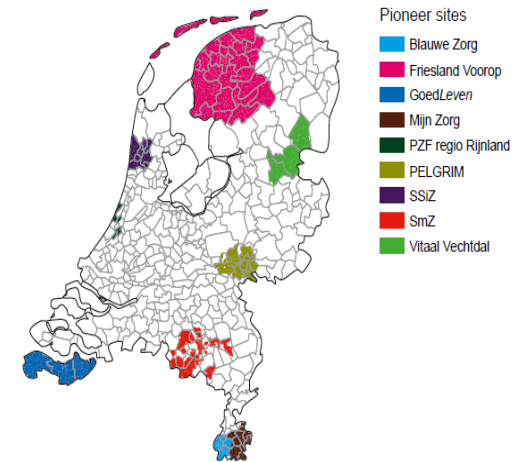 Pioneer sites
Blauwe Zorg
Friesland Voorop
GoedLeven
Mijn Zorg
PZF regio Rijnland
PELGRIM
SSiZ
SmZ
Vitaal Vechtdal